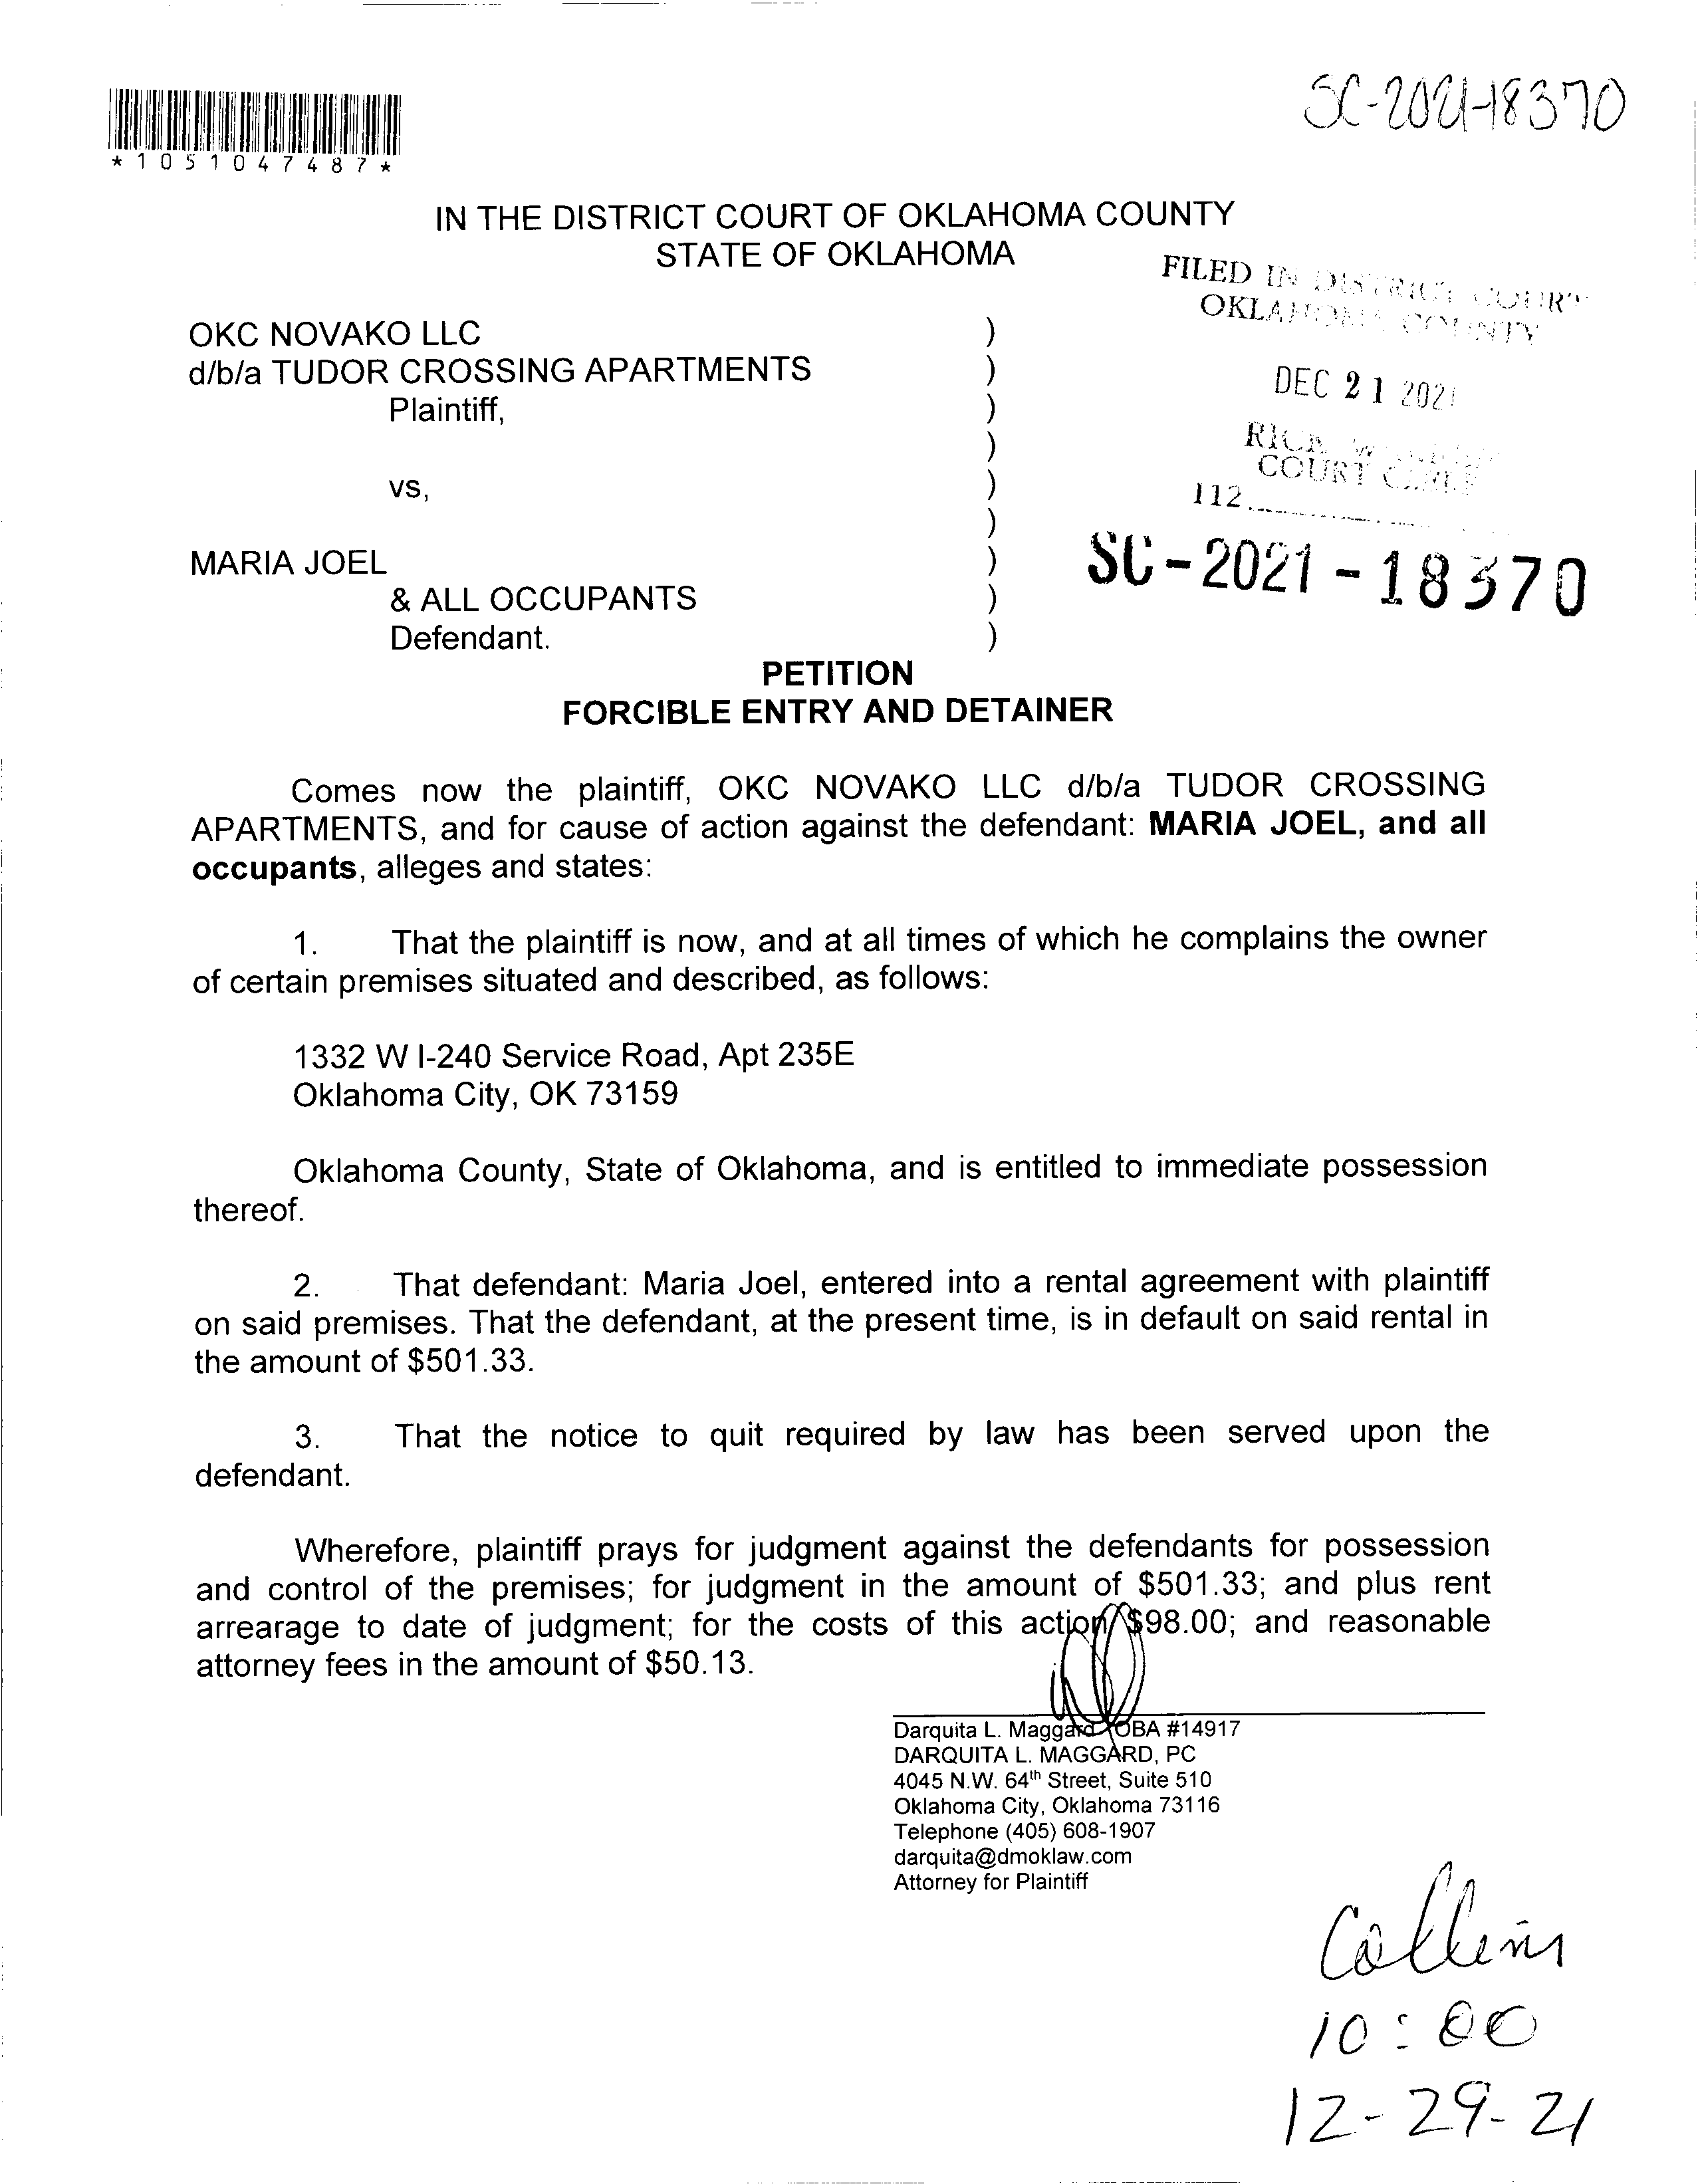 SC-2021-18370
*1051047487*
IN THE DISTRICT COURT OF OKLAHOMA COUNTY
STATE OF OKLAHOMA
FILED IN DISTRICT COURT
OKLAHOMA COUNTY
OKC NOVAKO LLC )
d/b/a TUDOR CROSSING APARTMENTS )
DEC 21 2021
Plaintiff, )
)
RICK
COURT CLERK
vs, )
112
)
MARIA JOEL )
SC-2021-18370
& ALL OCCUPANTS )
Defendant. )
PETITION
FORCIBLE ENTRY AND DETAINER
Comes now the plaintiff, OKC NOVAKO LLC d/b/a TUDOR CROSSING
APARTMENTS, and for cause of action against the defendant: MARIA JOEL, and all
occupants, alleges and states:
1. That the plaintiff is now, and at all times of which he complains the owner
of certain premises situated and described, as follows:
1332 W I-240 Service Road, Apt 235E
Oklahoma City, OK 73159
Oklahoma County, State of Oklahoma, and is entitled to immediate possession
thereof.
2. That defendant: Maria Joel, entered into a rental agreement with plaintiff
on said premises. That the defendant, at the present time, is in default on said rental in
the amount of $501.33.
3. That the notice to quit required by law has been served upon the
defendant.
Wherefore, plaintiff prays for judgment against the defendants for possession
and control of the premises; for judgment in the amount of $501.33; and plus rent
arrearage to date of judgment; for the costs of this action $98.00; and reasonable
attorney fees in the amount of $50.13.
Darquita L. Maggard OBA #14917
DARQUITA L. MAGGARD, PC
4045 N.W. 64th Street, Suite 510
Oklahoma City, Oklahoma 73116
Telephone (405) 608-1907
darquita@dmoklaw.com
Attorney for Plaintiff
Collins
10:00
12-29-21